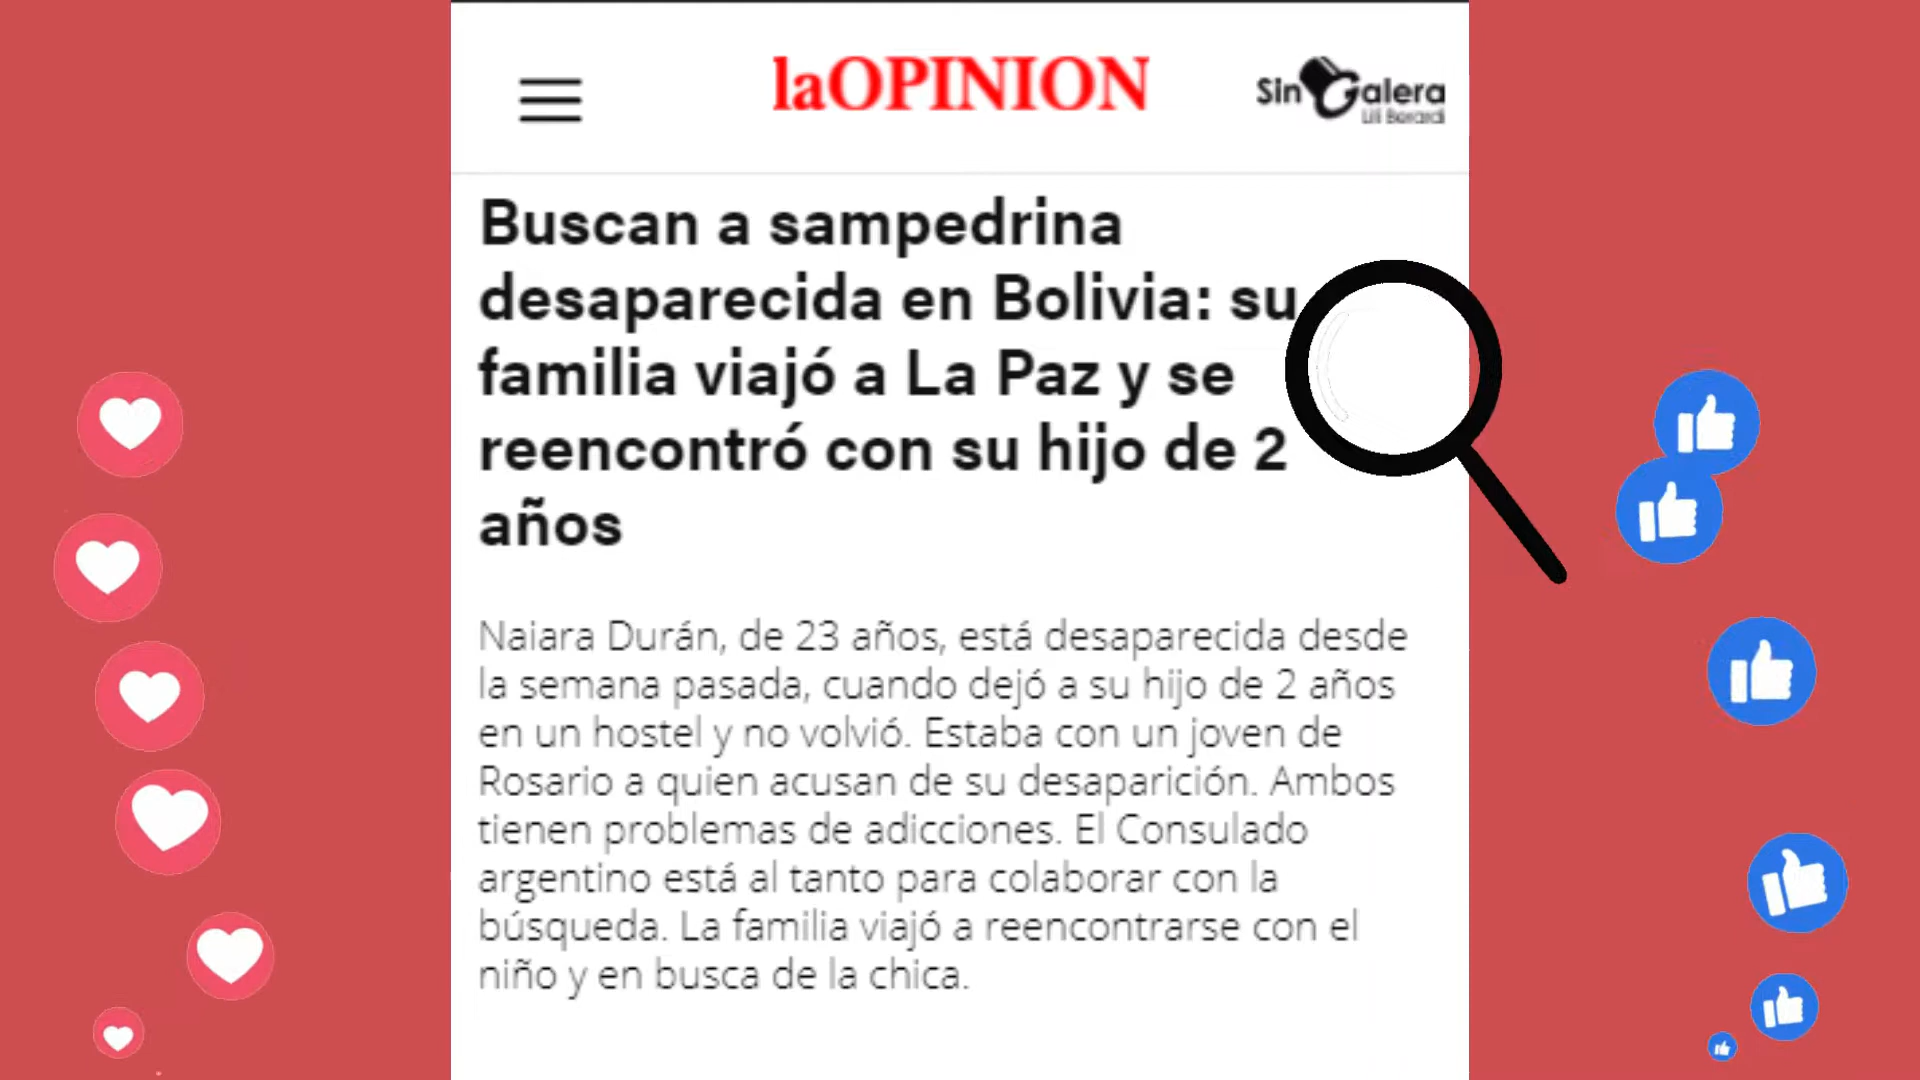 laOPINION
Sin Galera
Lili Berardi
Buscan a sampedrina
desaparecida en Bolivia: su
familia viajó a La Paz y se
reencontró con su hijo de 2
años
Naiara Durán, de 23 años, está desaparecida desde
la semana pasada, cuando dejó a su hijo de 2 años
en un hostel y no volvió. Estaba con un joven de
Rosario a quien acusan de su desaparición. Ambos
tienen problemas de adicciones. El Consulado
argentino está al tanto para colaborar con la
búsqueda. La familia viajó a reencontrarse con el
niño y en busca de la chica.